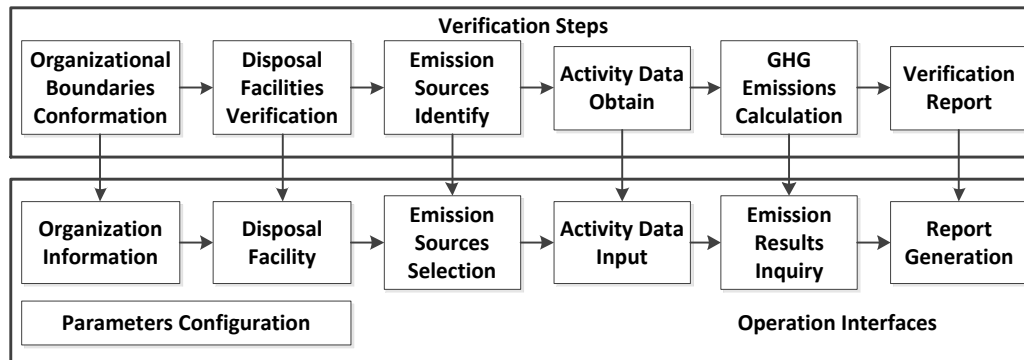 Verification Steps
Organizational
Boundaries
Conformation
Disposal
Facilities
Verification
Emission
Sources
Identify
Activity Data
Obtain
GHG
Emissions
Calculation
Verification
Report
Organization
Information
Disposal
Facility
Emission
Sources
Selection
Activity Data
Input
Emission
Results
Inquiry
Report
Generation
Parameters Configuration
Operation Interfaces